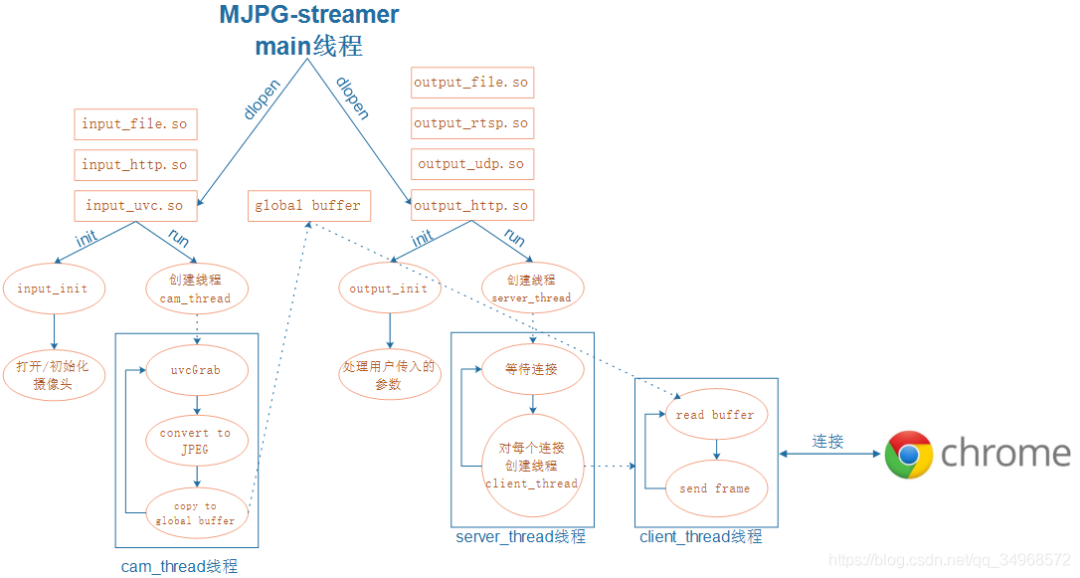 MJPG-streamer
main线程
dlopen
dlopen
input_file.so
input_http.so
input_uvc.so
global buffer
output_file.so
output_rtsp.so
output_udp.so
output_http.so
init
run
init
run
input_init
创建线程
cam_thread
output_init
创建线程
server_thread
打开/初始化
摄像头
uvcGrab
convert to
JPEG
copy to
global buffer
cam_thread线程
处理用户传入的
参数
等待连接
对每个连接
创建线程
client_thread
server_thread线程
read buffer
send frame
client_thread线程
连接
chrome
https://blog.csdn.net/qq_34968572